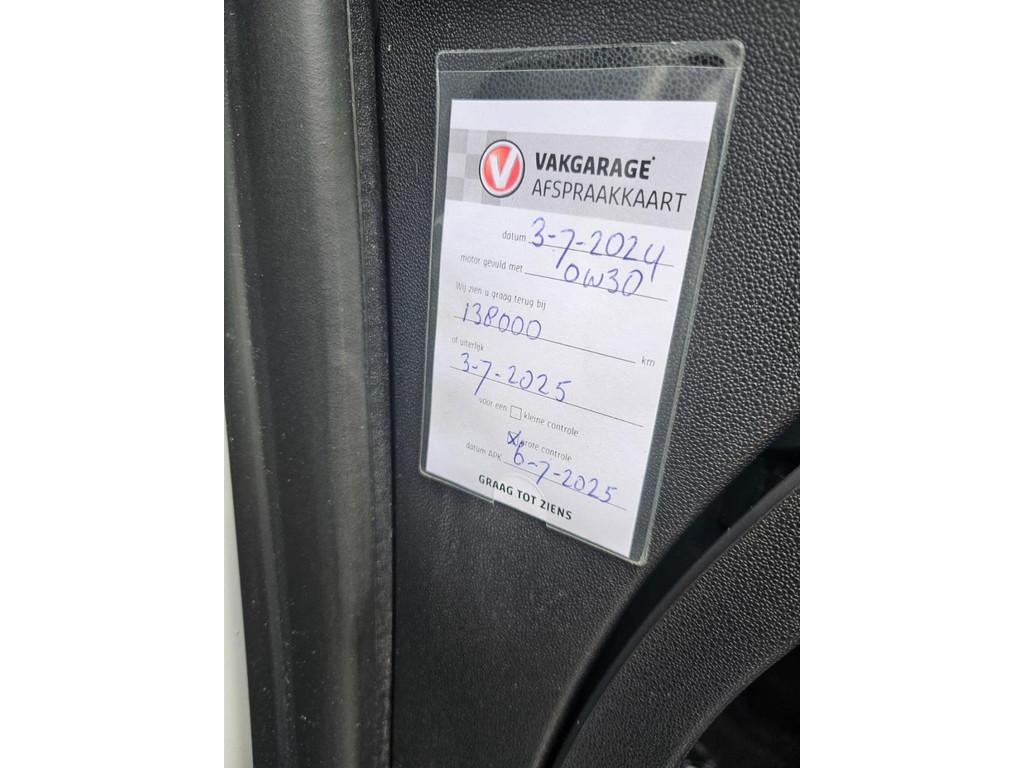 V VAKGARAGE
AFSPRAAKKAART
datum 3-7-2024
motor gevuld met 0W30
Wij zien u graag terug bij
138000 km
of uiterlijk
3-7-2025
voor een kleine controle
grote controle
datum APK 6-7-2025
GRAAG TOT ZIENS